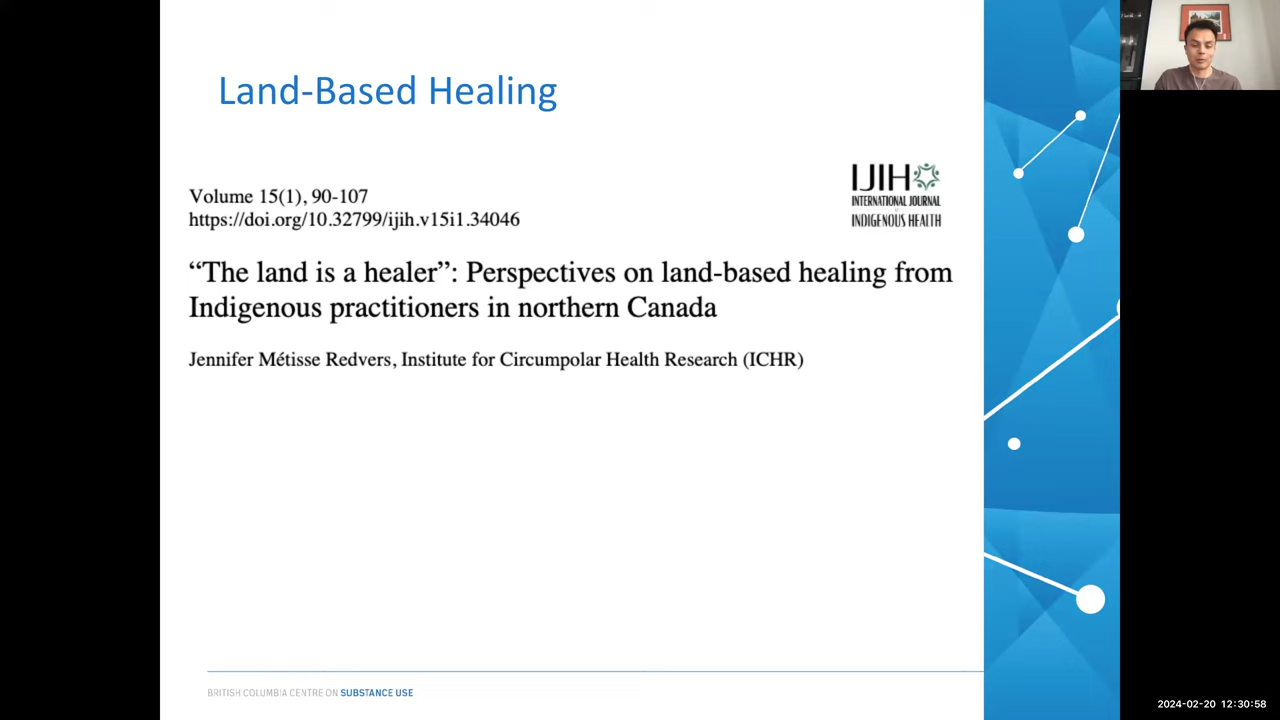 Land-Based Healing
Volume 15(1), 90-107
https://doi.org/10.32799/ijih.v15i1.34046
IJIH
INTERNATIONAL JOURNAL
INDIGENOUS HEALTH
“The land is a healer”: Perspectives on land-based healing from
Indigenous practitioners in northern Canada
Jennifer Métisse Redvers, Institute for Circumpolar Health Research (ICHR)
BRITISH COLUMBIA CENTRE ON SUBSTANCE USE
2024-02-20 12:30:58